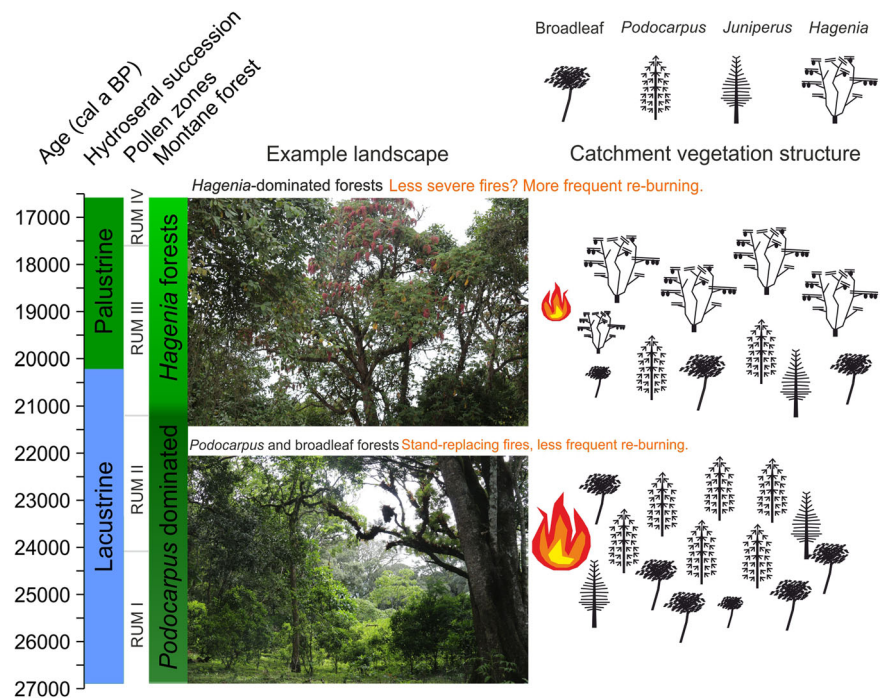 Broadleaf
Podocarpus
Juniperus
Hagenia
Age (cal a BP)
Hydroseral succession
Pollen zones
Montane forest
Example landscape
Catchment vegetation structure
Hagenia-dominated forests Less severe fires? More frequent re-burning.
17000
18000
19000
20000
21000
22000
23000
24000
25000
26000
27000
Palustrine
Lacustrine
RUM IV
RUM III
RUM II
RUM I
Hagenia forests
Podocarpus dominated
Podocarpus and broadleaf forests Stand-replacing fires, less frequent re-burning.